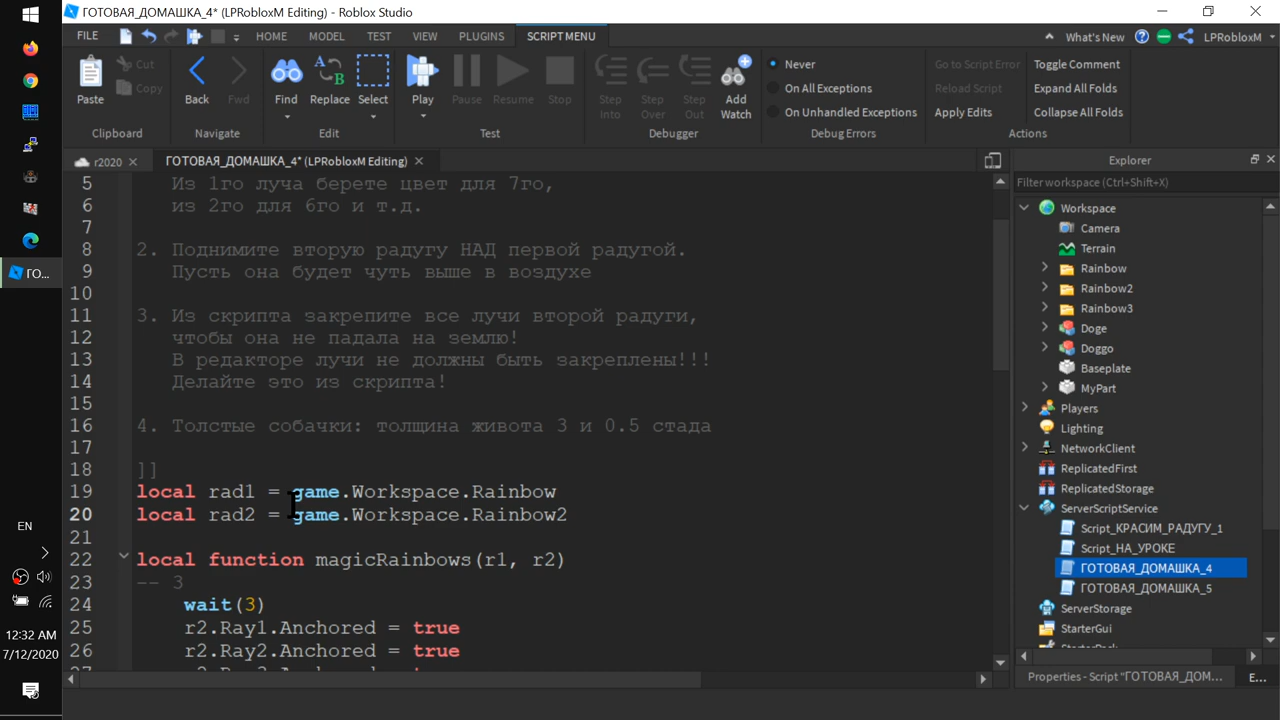 ГОТОВАЯ_ДОМАШКА_4* (LPRobloxM Editing) - Roblox Studio
FILE HOME MODEL TEST VIEW PLUGINS SCRIPT MENU What's New LPRobloxM
Paste Cut Copy
Clipboard
Back Fwd
Navigate
Find Replace Select
Edit
Play Pause Resume Stop
Test
Step Into Step Over Step Out Add Watch
Debugger
Never
On All Exceptions
On Unhandled Exceptions
Debug Errors
Go to Script Error Toggle Comment
Reload Script Expand All Folds
Apply Edits Collapse All Folds
Actions
r2020 ГОТОВАЯ_ДОМАШКА_4* (LPRobloxM Editing)
5 Из 1го луча берете цвет для 7го,
6 из 2го для 6го и т.д.
7
8 2. Поднимите вторую радугу НАД первой радугой.
9 Пусть она будет чуть выше в воздухе
10
11 3. Из скрипта закрените все лучи второй радуги,
12 чтобы она не падала на землю!
13 В редакторе лучи не должны быть закреплены!!!
14 Делайте это из скрипта!
15
16 4. Толстые собачки: толщина живота 3 и 0.5 стада
17
18 ]]
19 local rad1 = game.Workspace.Rainbow
20 local rad2 = game.Workspace.Rainbow2
21
22 local function magicRainbows(r1, r2)
23 -- 3
24 wait(3)
25 r2.Ray1.Anchored = true
26 r2.Ray2.Anchored = true
Explorer
Filter workspace (Ctrl+Shift+X)
Workspace
Camera
Terrain
Rainbow
Rainbow2
Rainbow3
Doge
Doggo
Baseplate
MyPart
Players
Lighting
NetworkClient
ReplicatedFirst
ReplicatedStorage
ServerScriptService
Script_КРАСИМ_РАДУГУ_1
Script_НА_УРОКЕ
ГОТОВАЯ_ДОМАШКА_4
ГОТОВАЯ_ДОМАШКА_5
ServerStorage
StarterGui
Properties - Script "ГОТОВАЯ_ДОМ... E...
ГО...
EN
12:32 AM
7/12/2020